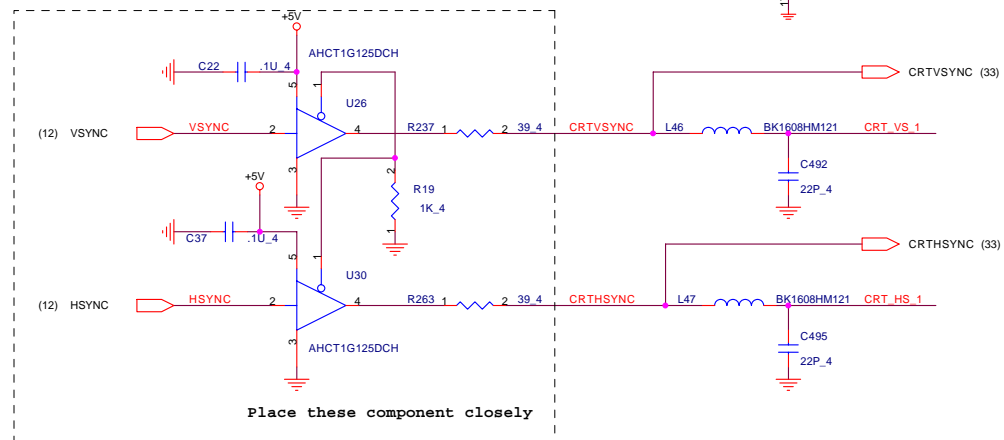 +5V
AHCT1G125DCH
C22 .1U_4
5
1
U26
CRTVSYNC (33)
(12) VSYNC VSYNC 2 4 R237 1 2 39_4 CRTVSYNC L46 BK1608HM121 CRT_VS_1
3
C492
22P_4
+5V
2
R19
1K_4
1
C37 .1U_4
5
1
U30
CRTHSYNC (33)
(12) HSYNC HSYNC 2 4 R263 1 2 39_4 CRTHSYNC L47 BK1608HM121 CRT_HS_1
3
AHCT1G125DCH
C495
22P_4
Place these component closely